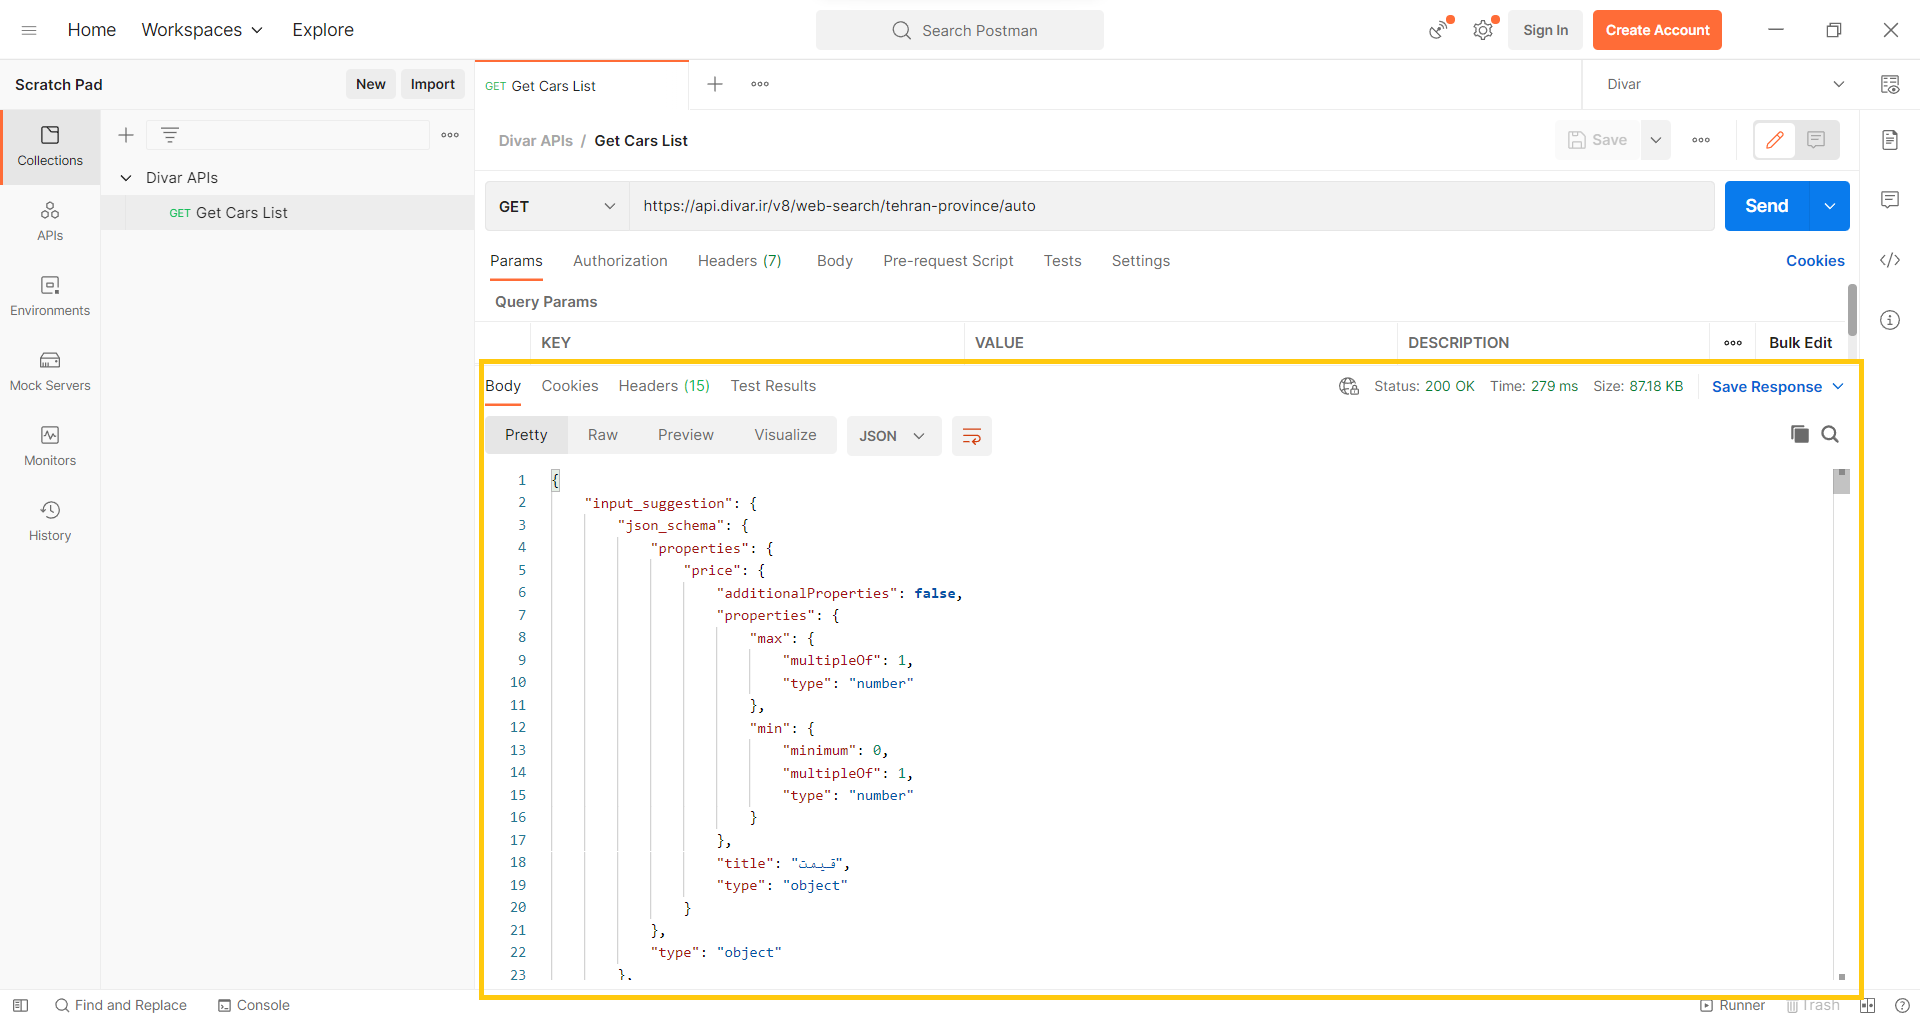 Home Workspaces Explore Search Postman Sign In Create Account
Scratch Pad New Import GET Get Cars List Divar
Collections
APIs
Environments
Mock Servers
Monitors
History
Divar APIs
GET Get Cars List
Divar APIs / Get Cars List Save
GET https://api.divar.ir/v8/web-search/tehran-province/auto Send
Params Authorization Headers (7) Body Pre-request Script Tests Settings Cookies
Query Params
KEY VALUE DESCRIPTION Bulk Edit
Body Cookies Headers (15) Test Results Status: 200 OK Time: 279 ms Size: 87.18 KB Save Response
Pretty Raw Preview Visualize JSON
1 {
2 "input_suggestion": {
3 "json_schema": {
4 "properties": {
5 "price": {
6 "additionalProperties": false,
7 "properties": {
8 "max": {
9 "multipleOf": 1,
10 "type": "number"
11 },
12 "min": {
13 "minimum": 0,
14 "multipleOf": 1,
15 "type": "number"
16 }
17 },
18 "title": "قیمت",
19 "type": "object"
20 }
21 },
22 "type": "object"
23 },
Find and Replace Console Runner Trash